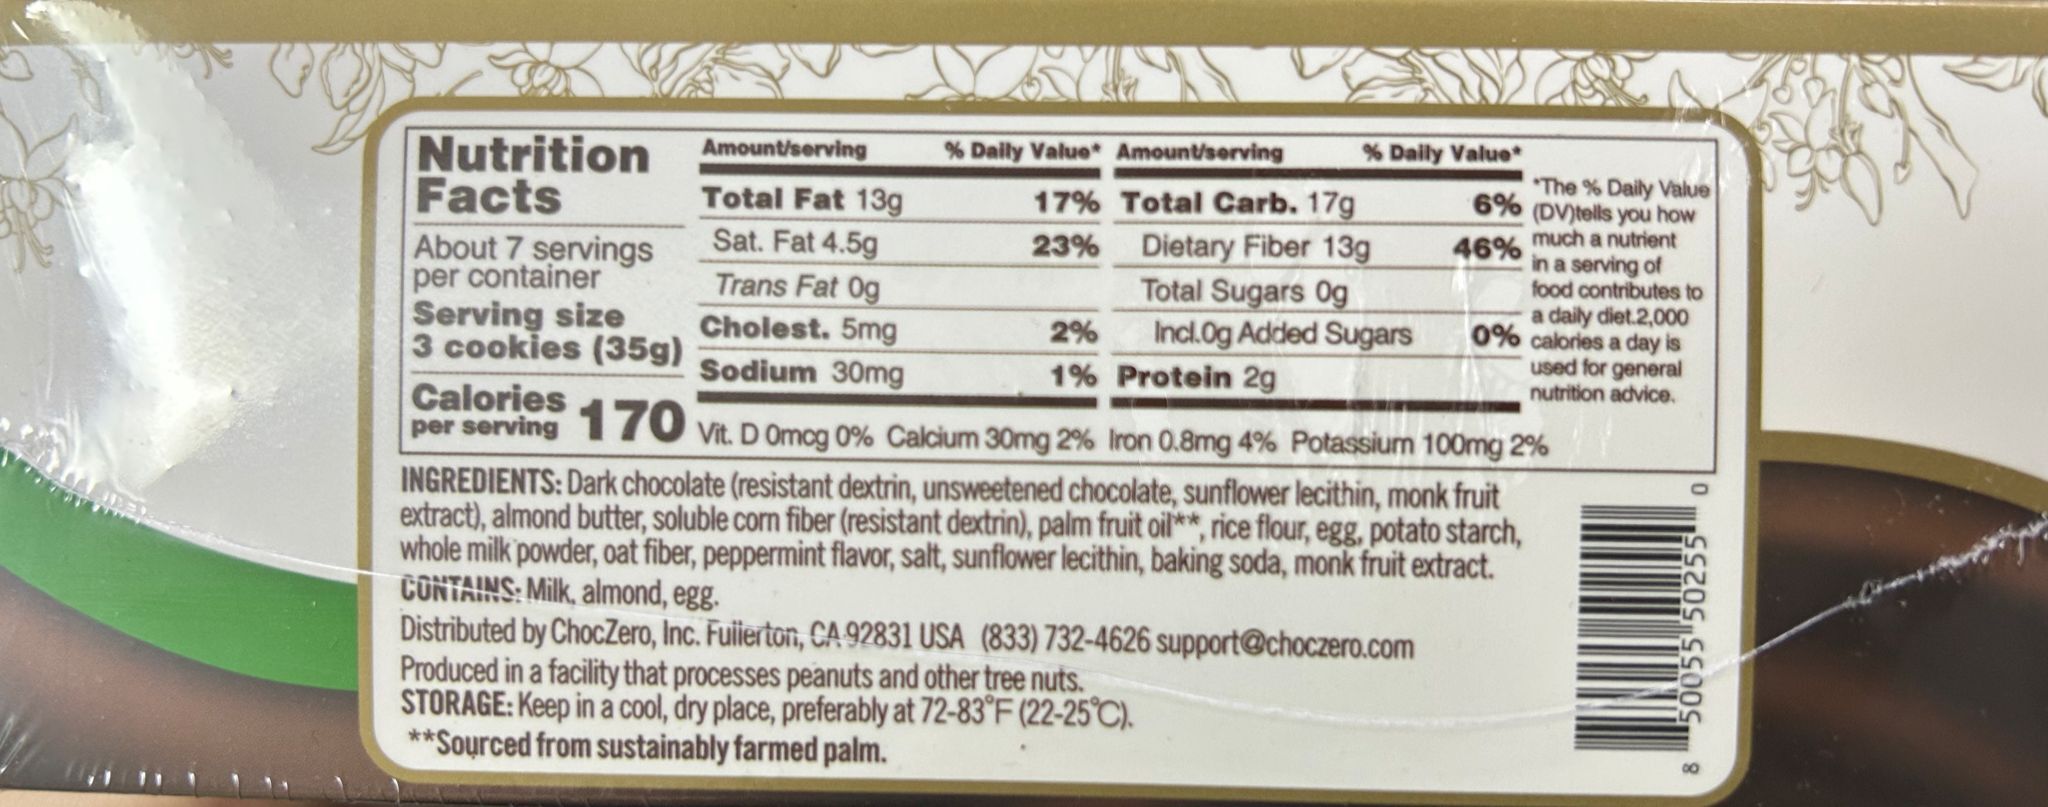 Nutrition
Facts
About 7 servings
per container
Serving size
3 cookies (35g)
Calories
per serving 170
Amount/serving % Daily Value*
Total Fat 13g 17%
Sat. Fat 4.5g 23%
Trans Fat 0g
Cholest. 5mg 2%
Sodium 30mg 1%
Amount/serving % Daily Value*
Total Carb. 17g 6%
Dietary Fiber 13g 46%
Total Sugars 0g
Incl.0g Added Sugars 0%
Protein 2g
Vit. D 0mcg 0% Calcium 30mg 2% Iron 0.8mg 4% Potassium 100mg 2%
*The % Daily Value
(DV)tells you how
much a nutrient
in a serving of
food contributes to
a daily diet.2,000
calories a day is
used for general
nutrition advice.
INGREDIENTS: Dark chocolate (resistant dextrin, unsweetened chocolate, sunflower lecithin, monk fruit
extract), almond butter, soluble corn fiber (resistant dextrin), palm fruit oil**, rice flour, egg, potato starch,
whole milk powder, oat fiber, peppermint flavor, salt, sunflower lecithin, baking soda, monk fruit extract.
CONTAINS: Milk, almond, egg.
Distributed by ChocZero, Inc. Fullerton, CA 92831 USA (833) 732-4626 support@choczero.com
Produced in a facility that processes peanuts and other tree nuts.
STORAGE: Keep in a cool, dry place, preferably at 72-83°F (22-25°C).
**Sourced from sustainably farmed palm.
8 50055 50255 0